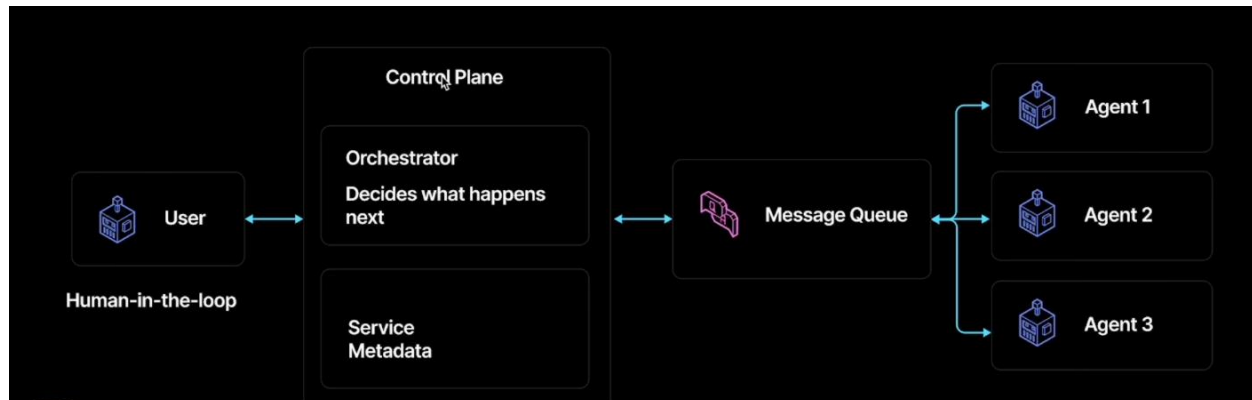 Control Plane
Orchestrator
Decides what happens
next
User
Human-in-the-loop
Service
Metadata
Message Queue
Agent 1
Agent 2
Agent 3